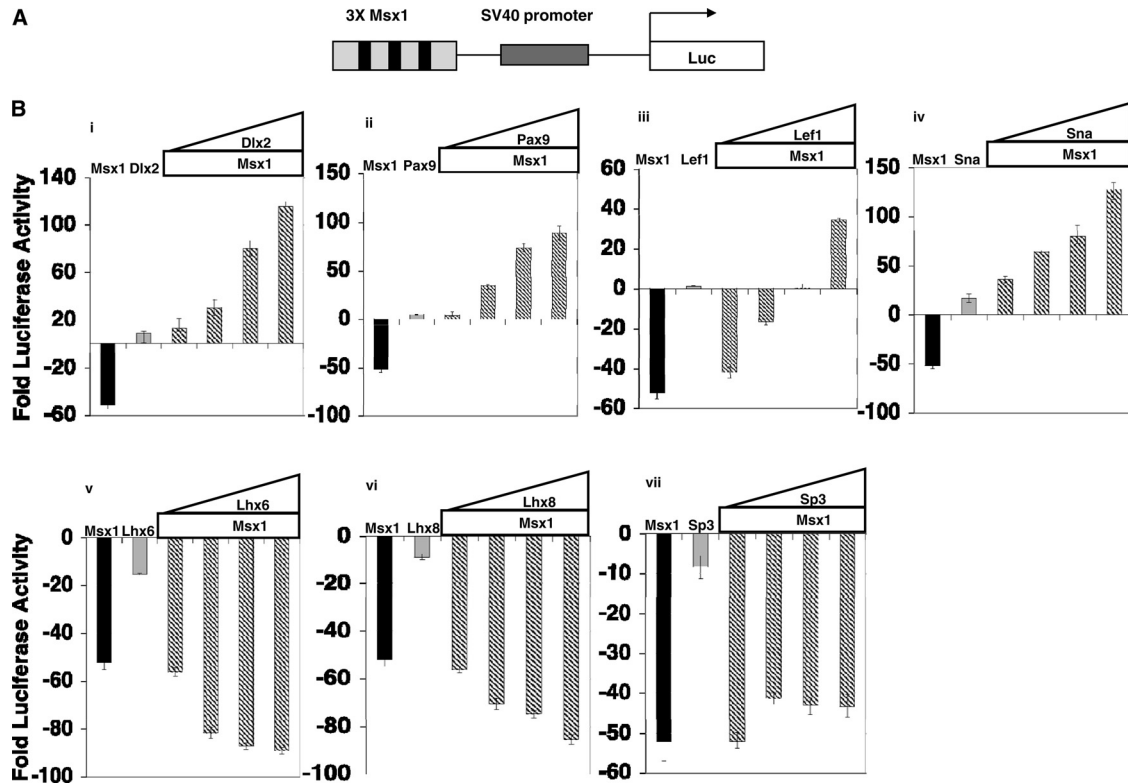 A
3X Msx1
SV40 promoter
Luc
B
Fold Luciferase Activity
i
Dlx2
Msx1 Dlx2
Msx1
140
100
60
20
-20
-60
ii
Pax9
Msx1 Pax9
Msx1
150
100
50
0
-50
-100
iii
Lef1
Msx1 Lef1
Msx1
60
40
20
0
-20
-40
-60
iv
Sna
Msx1 Sna
Msx1
150
100
50
0
-50
-100
Fold Luciferase Activity
v
Lhx6
Msx1 Lhx6
Msx1
0
-20
-40
-60
-80
-100
vi
Lhx8
Msx1 Lhx8
Msx1
0
-20
-40
-60
-80
-100
vii
Sp3
Msx1 Sp3
Msx1
0
-10
-20
-30
-40
-50
-60